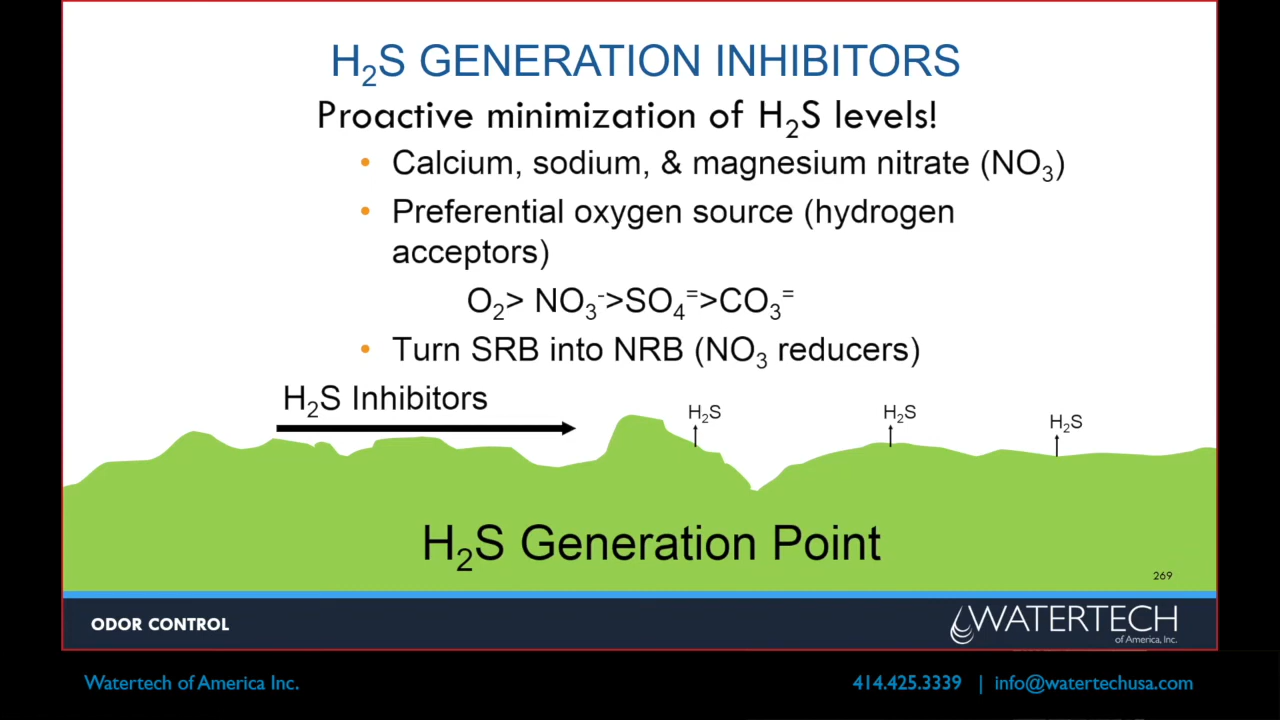 H₂S GENERATION INHIBITORS
Proactive minimization of H₂S levels!
• Calcium, sodium, & magnesium nitrate (NO₃)
• Preferential oxygen source (hydrogen
acceptors)
O₂> NO₃⁻>SO₄⁼>CO₃⁼
• Turn SRB into NRB (NO₃ reducers)
H₂S Inhibitors
H₂S
H₂S
H₂S
H₂S Generation Point
269
ODOR CONTROL
WATERTECH
of America, Inc.
Watertech of America Inc.
414.425.3339 | info@watertechusa.com